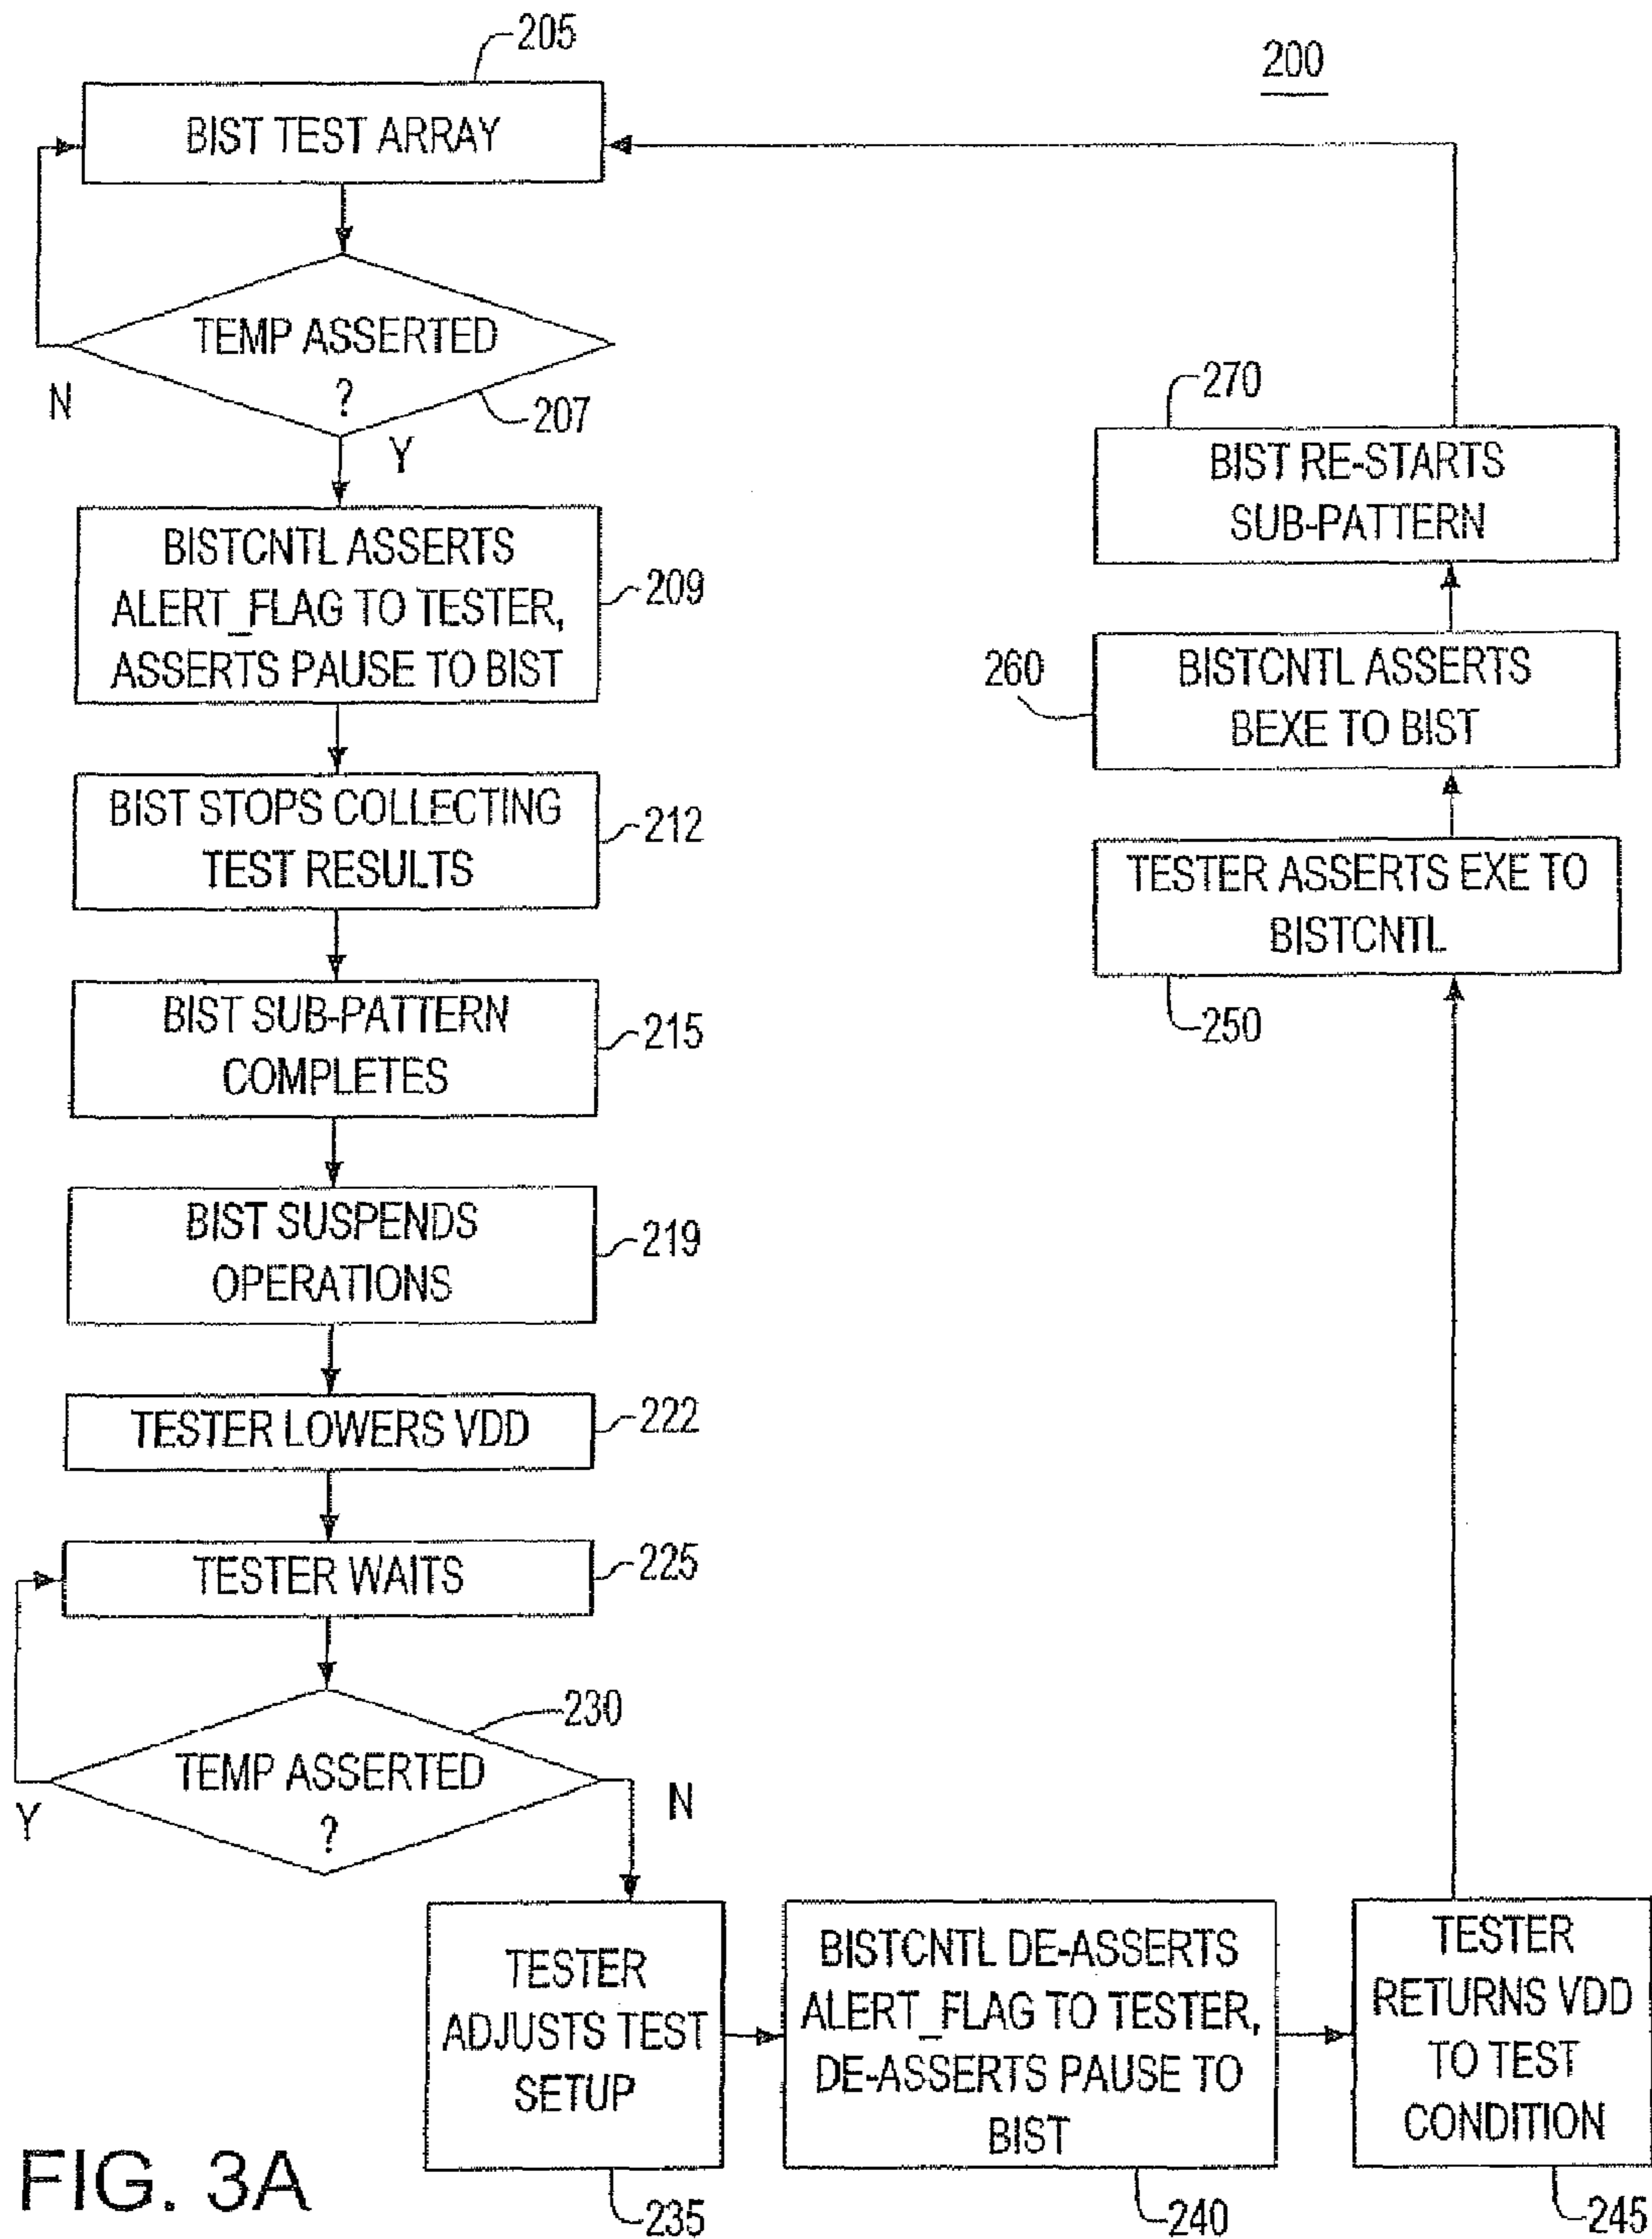 205
200
BIST TEST ARRAY
TEMP ASSERTED
?
N
207
Y
BISTCNTL ASSERTS
ALERT_FLAG TO TESTER,
ASSERTS PAUSE TO BIST
209
BIST STOPS COLLECTING
TEST RESULTS
212
BIST SUB-PATTERN
COMPLETES
215
BIST SUSPENDS
OPERATIONS
219
TESTER LOWERS VDD
222
TESTER WAITS
225
230
TEMP ASSERTED
?
Y
N
TESTER
ADJUSTS TEST
SETUP
235
BISTCNTL DE-ASSERTS
ALERT_FLAG TO TESTER,
DE-ASSERTS PAUSE TO
BIST
240
TESTER
RETURNS VDD
TO TEST
CONDITION
245
TESTER ASSERTS EXE TO
BISTCNTL
250
BISTCNTL ASSERTS
BEXE TO BIST
260
BIST RE-STARTS
SUB-PATTERN
270
FIG. 3A